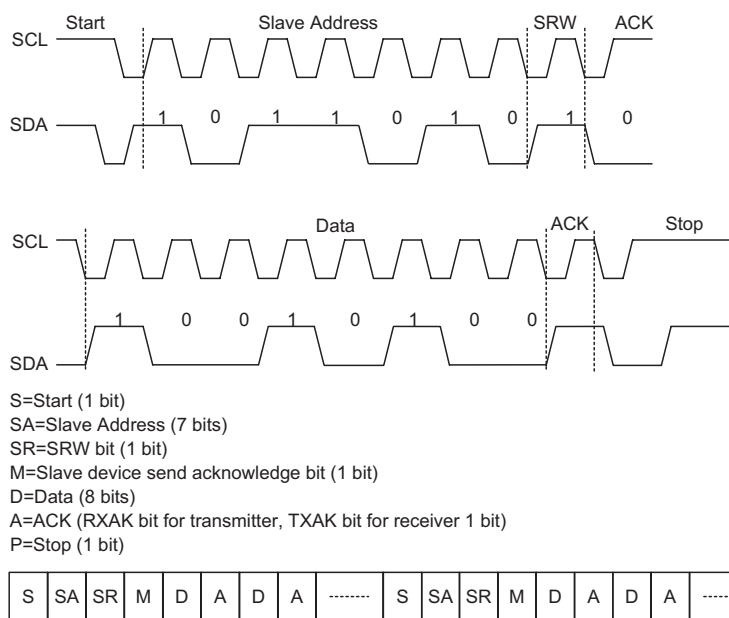 Start Slave Address SRW ACK
SCL
1 0 1 1 0 1 0 1 0
SDA
Data ACK Stop
SCL
1 0 0 1 0 1 0 0
SDA
S=Start (1 bit)
SA=Slave Address (7 bits)
SR=SRW bit (1 bit)
M=Slave device send acknowledge bit (1 bit)
D=Data (8 bits)
A=ACK (RXAK bit for transmitter, TXAK bit for receiver 1 bit)
P=Stop (1 bit)
S SA SR M D A D A -------- S SA SR M D A D A -----